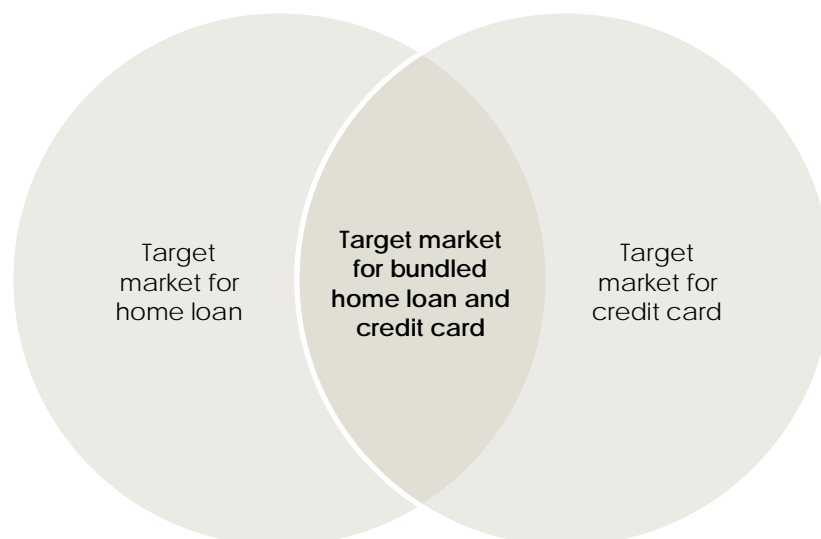 Target
market for
home loan
Target market
for bundled
home loan and
credit card
Target
market for
credit card